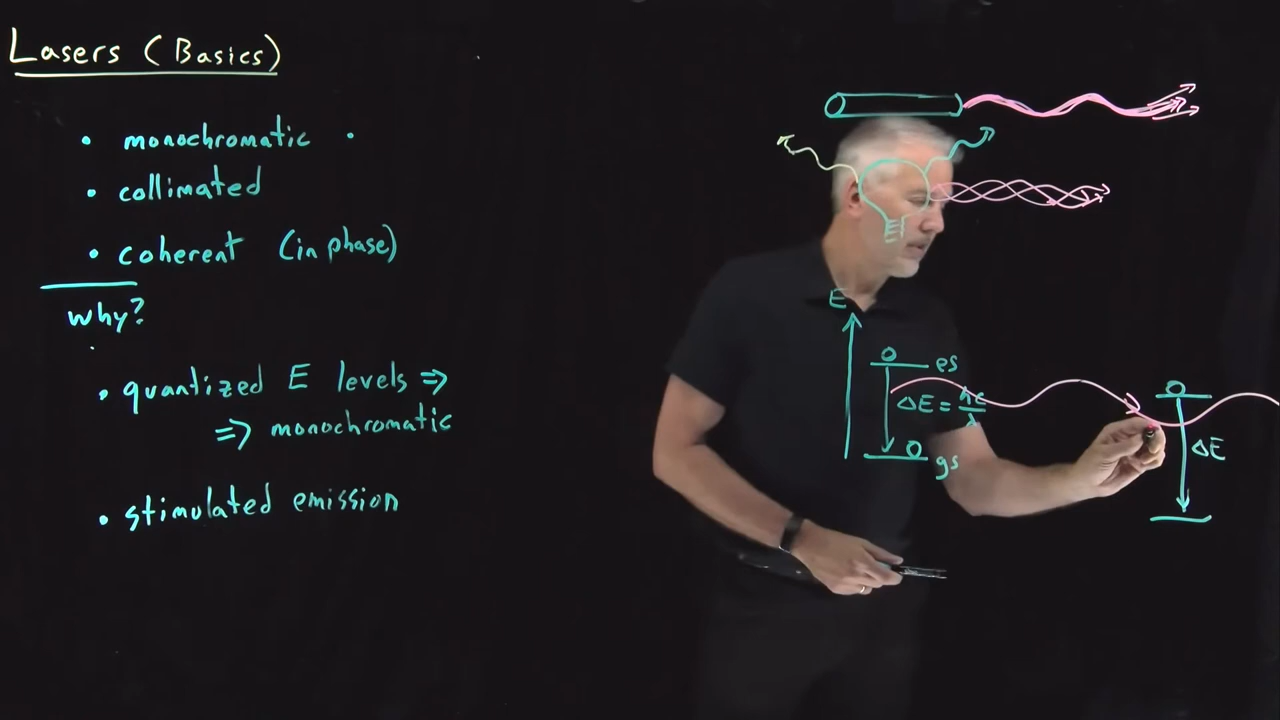 Lasers (Basics)
• monochromatic •
• collimated
• coherent (in phase)
why?
• quantized E levels ⇒
⇒ monochromatic
• stimulated emission
E
es
ΔE = hc/λ
gs
ΔE